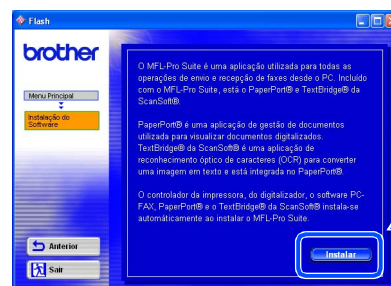 Flash
brother
Menu Principal
Instalação do
Software
O MFL-Pro Suite é uma aplicação utilizada para todas as
operações de envio e recepção de faxes desde o PC. Incluído
com o MFL-Pro Suite, está o PaperPort® e TextBridge® da
ScanSoft®.
PaperPort® é uma aplicação de gestão de documentos
utilizada para visualizar documentos digitalizados.
TextBridge® da ScanSoft® é uma aplicação de
reconhecimento óptico de caracteres (OCR) para converter
uma imagem em texto e está integrada no PaperPort®.
O controlador da impressora, do digitalizador, o software PC-
FAX, PaperPort® e o TextBridge® da ScanSoft® instala-se
automáticamente ao instalar o MFL-Pro Suite.
Anterior
Sair
Instalar